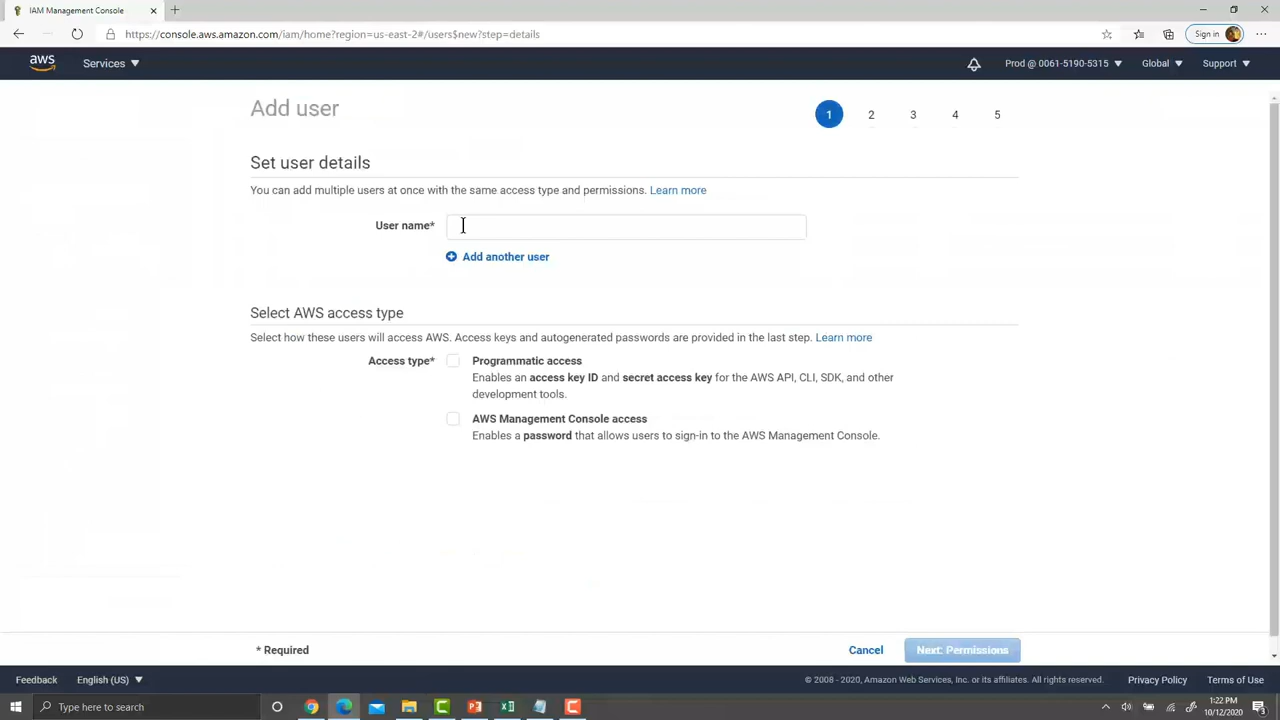 IAM Management Console
https://console.aws.amazon.com/iam/home?region=us-east-2#/users$new?step=details
Sign in
aws
Services
Prod @ 0061-5190-5315
Global
Support
Add user
1
2
3
4
5
Set user details
You can add multiple users at once with the same access type and permissions. Learn more
User name*
Add another user
Select AWS access type
Select how these users will access AWS. Access keys and autogenerated passwords are provided in the last step. Learn more
Access type*
Programmatic access
Enables an access key ID and secret access key for the AWS API, CLI, SDK, and other
development tools.
AWS Management Console access
Enables a password that allows users to sign-in to the AWS Management Console.
* Required
Cancel
Next: Permissions
Feedback
English (US)
© 2008 - 2020, Amazon Web Services, Inc. or its affiliates. All rights reserved.
Privacy Policy
Terms of Use
Type here to search
1:22 PM
10/12/2020